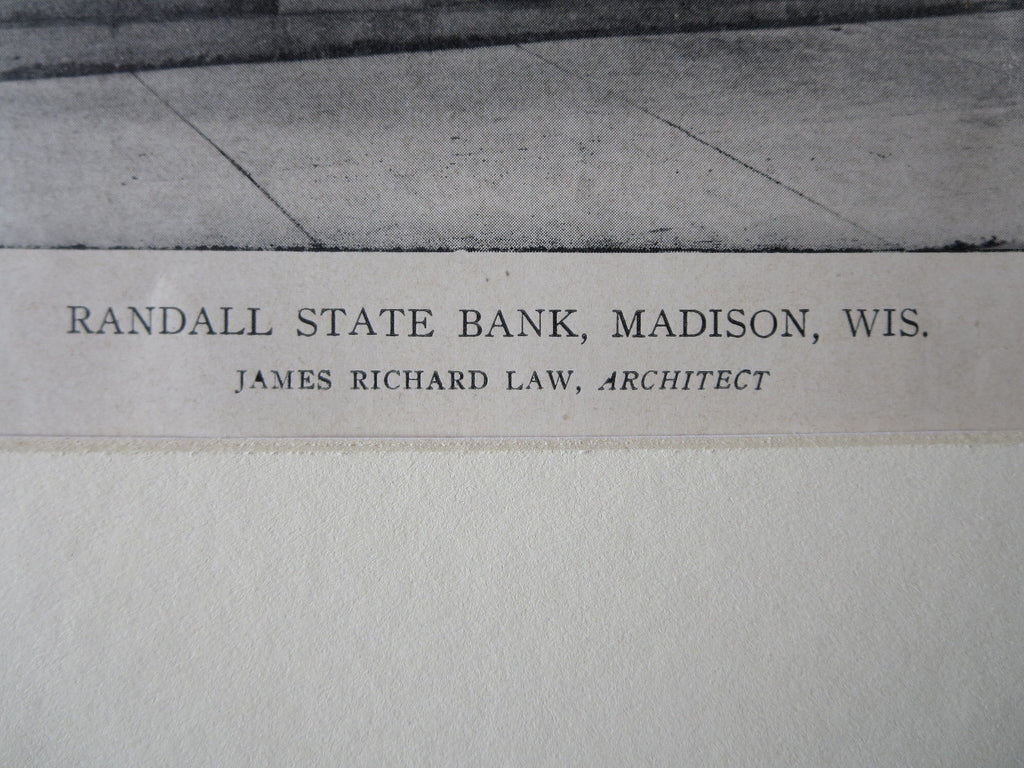 RANDALL STATE BANK, MADISON, WIS.
JAMES RICHARD LAW, ARCHITECT